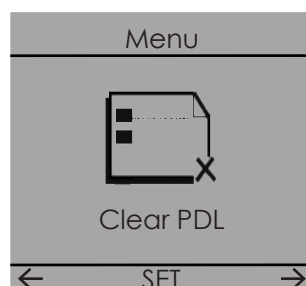 Menu
Clear PDL
← SET →